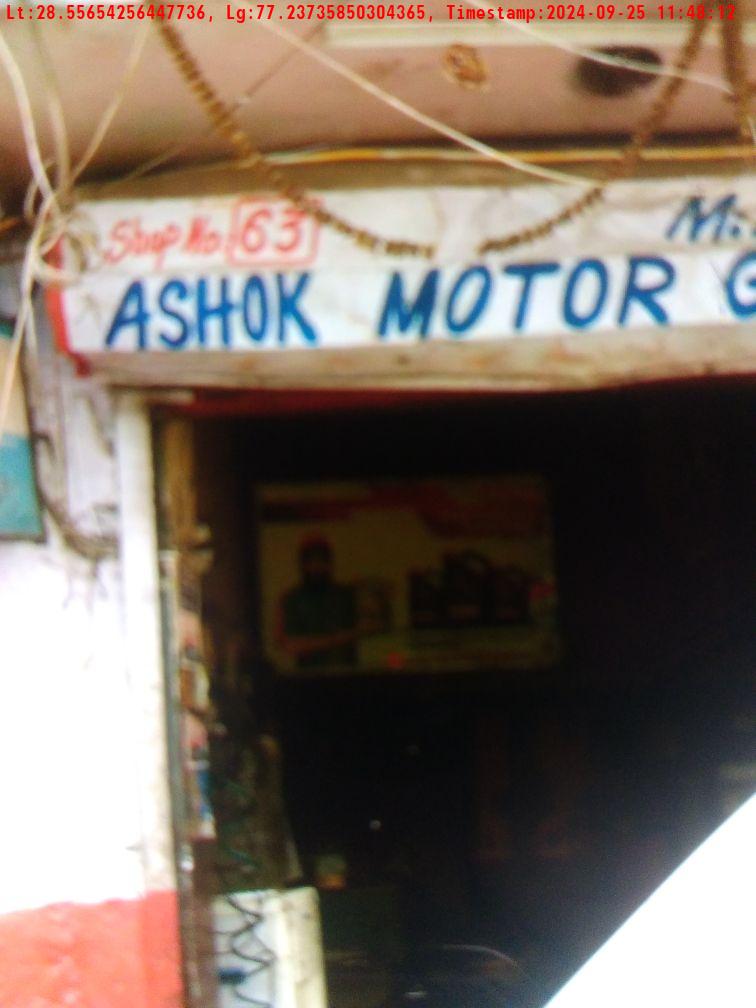 Lt:28.55654256447736, Lg:77.23735850304365, Timestamp:2024-09-25 11:48:12
Shop No. 63
ASHOK MOTOR